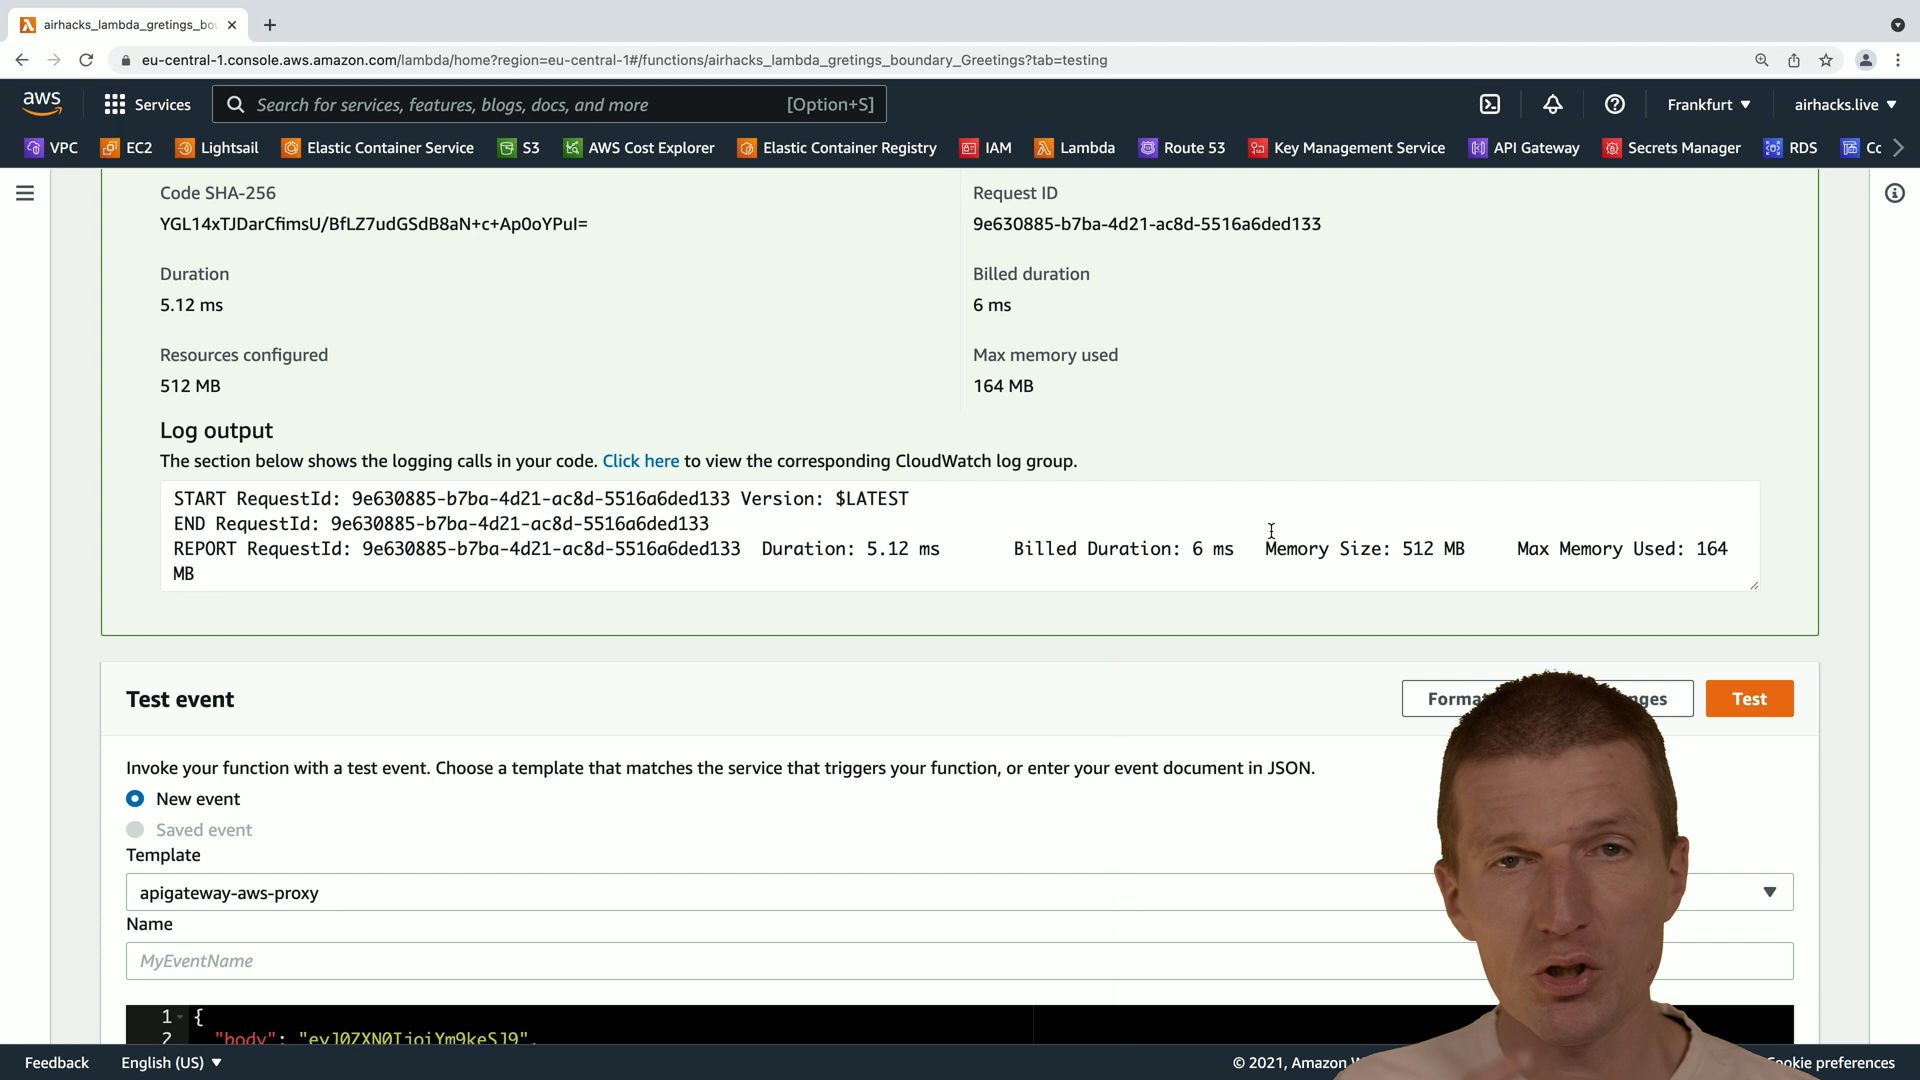 airhacks_lambda_gretings_bou
eu-central-1.console.aws.amazon.com/lambda/home?region=eu-central-1#/functions/airhacks_lambda_gretings_boundary_Greetings?tab=testing
aws
Services
Search for services, features, blogs, docs, and more
[Option+S]
Frankfurt
airhacks.live
VPC
EC2
Lightsail
Elastic Container Service
S3
AWS Cost Explorer
Elastic Container Registry
IAM
Lambda
Route 53
Key Management Service
API Gateway
Secrets Manager
RDS
Cc
Code SHA-256
YGL14xTJDarCfimsU/BfLZ7udGSdB8aN+c+Ap0oYPuI=
Request ID
9e630885-b7ba-4d21-ac8d-5516a6ded133
Duration
5.12 ms
Billed duration
6 ms
Resources configured
512 MB
Max memory used
164 MB
Log output
The section below shows the logging calls in your code. Click here to view the corresponding CloudWatch log group.
START RequestId: 9e630885-b7ba-4d21-ac8d-5516a6ded133 Version: $LATEST
END RequestId: 9e630885-b7ba-4d21-ac8d-5516a6ded133
REPORT RequestId: 9e630885-b7ba-4d21-ac8d-5516a6ded133 Duration: 5.12 ms Billed Duration: 6 ms Memory Size: 512 MB Max Memory Used: 164
MB
Test event
Forma
nges
Test
Invoke your function with a test event. Choose a template that matches the service that triggers your function, or enter your event document in JSON.
New event
Saved event
Template
apigateway-aws-proxy
Name
MyEventName
1 {
2 "body": "eyJ0ZXN0IjoiYm9keSJ9",
Feedback
English (US)
© 2021, Amazon W
Cookie preferences